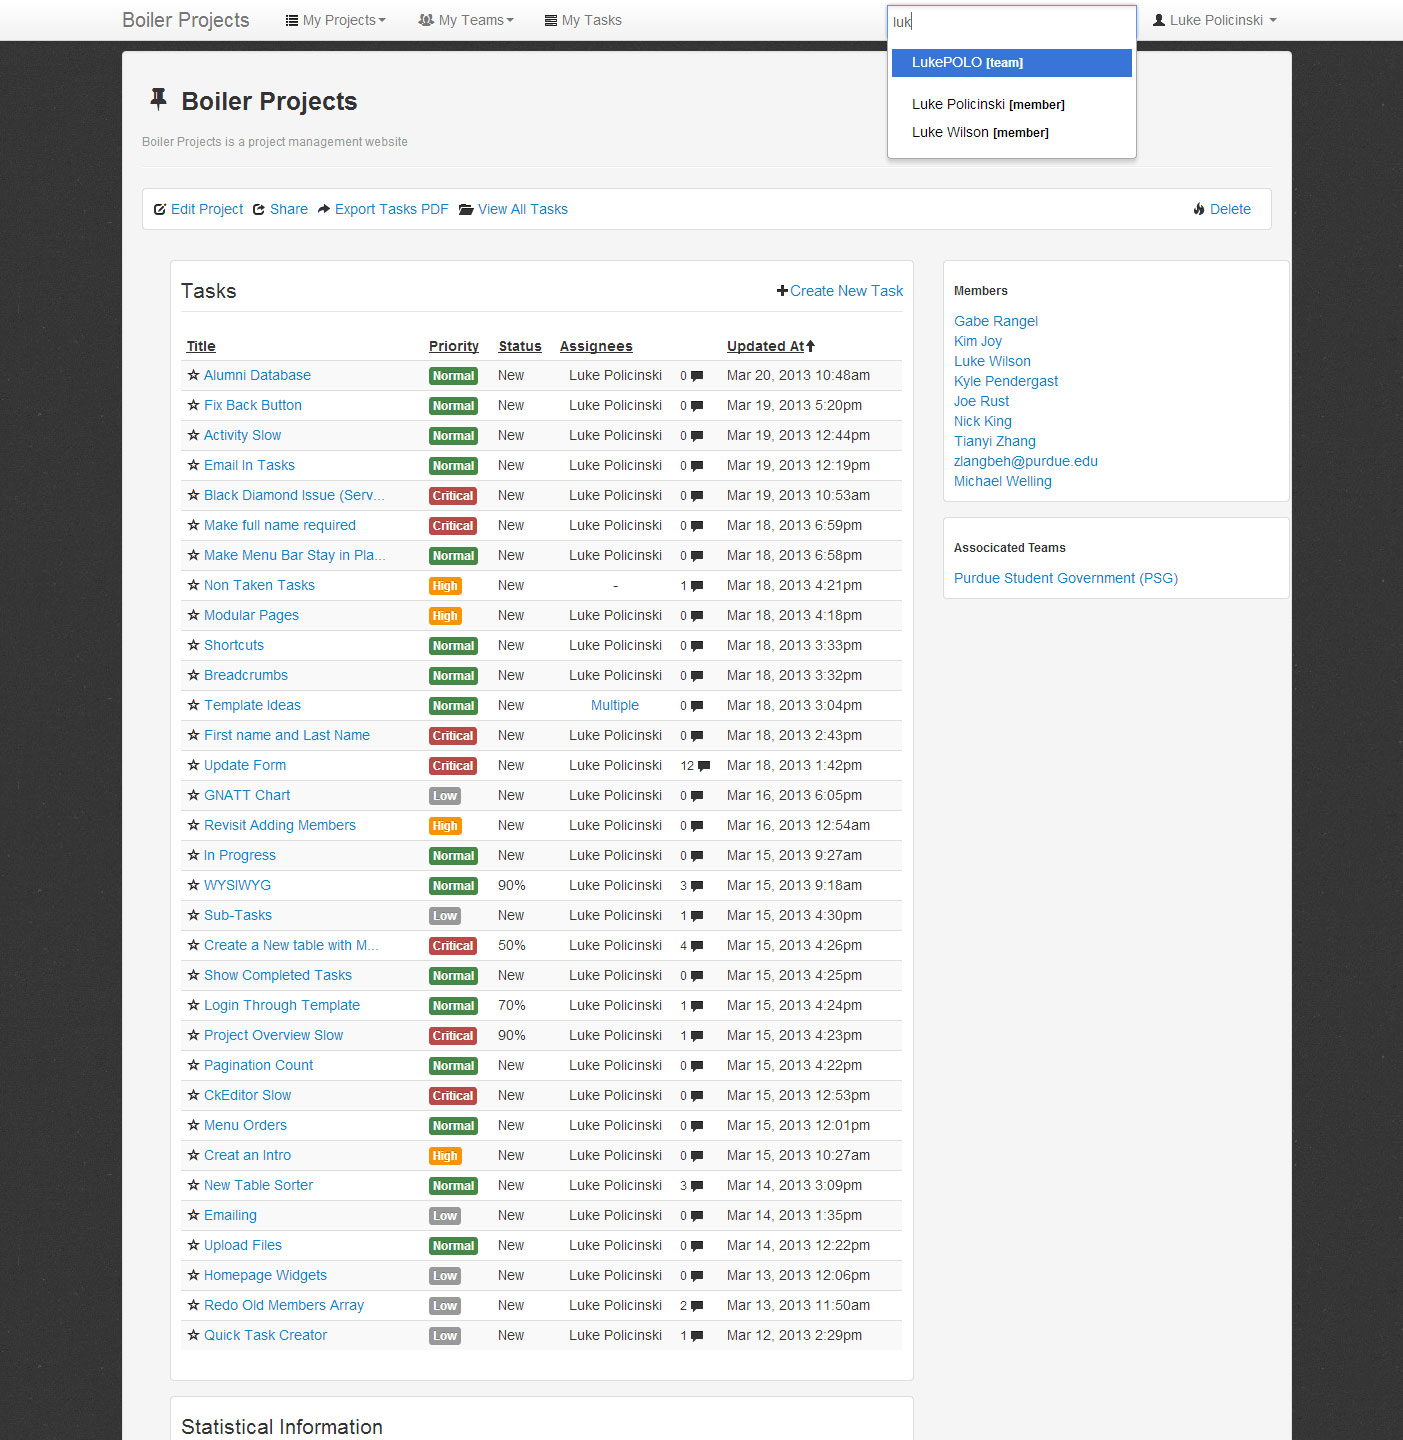 Boiler Projects My Projects My Teams My Tasks luk Luke Policinski
LukePOLO [team]
Luke Policinski [member]
Luke Wilson [member]
Boiler Projects
Boiler Projects is a project management website
Edit Project Share Export Tasks PDF View All Tasks Delete
Tasks Create New Task
Title Priority Status Assignees Updated At
Alumni Database Normal New Luke Policinski 0 Mar 20, 2013 10:48am
Fix Back Button Normal New Luke Policinski 0 Mar 19, 2013 5:20pm
Activity Slow Normal New Luke Policinski 0 Mar 19, 2013 12:44pm
Email In Tasks Normal New Luke Policinski 0 Mar 19, 2013 12:19pm
Black Diamond Issue (Serv... Critical New Luke Policinski 0 Mar 19, 2013 10:53am
Make full name required Critical New Luke Policinski 0 Mar 18, 2013 6:59pm
Make Menu Bar Stay in Pla... Normal New Luke Policinski 0 Mar 18, 2013 6:58pm
Non Taken Tasks High New - 1 Mar 18, 2013 4:21pm
Modular Pages High New Luke Policinski 0 Mar 18, 2013 4:18pm
Shortcuts Normal New Luke Policinski 0 Mar 18, 2013 3:33pm
Breadcrumbs Normal New Luke Policinski 0 Mar 18, 2013 3:32pm
Template Ideas Normal New Multiple 0 Mar 18, 2013 3:04pm
First name and Last Name Critical New Luke Policinski 0 Mar 18, 2013 2:43pm
Update Form Critical New Luke Policinski 12 Mar 18, 2013 1:42pm
GNATT Chart Low New Luke Policinski 0 Mar 16, 2013 6:05pm
Revisit Adding Members High New Luke Policinski 0 Mar 16, 2013 12:54am
In Progress Normal New Luke Policinski 0 Mar 15, 2013 9:27am
WYSIWYG Normal 90% Luke Policinski 3 Mar 15, 2013 9:18am
Sub-Tasks Low New Luke Policinski 1 Mar 15, 2013 4:30pm
Create a New table with M... Critical 50% Luke Policinski 4 Mar 15, 2013 4:26pm
Show Completed Tasks Normal New Luke Policinski 0 Mar 15, 2013 4:25pm
Login Through Template Normal 70% Luke Policinski 1 Mar 15, 2013 4:24pm
Project Overview Slow Critical 90% Luke Policinski 1 Mar 15, 2013 4:23pm
Pagination Count Normal New Luke Policinski 0 Mar 15, 2013 4:22pm
CkEditor Slow Critical New Luke Policinski 0 Mar 15, 2013 12:53pm
Menu Orders Normal New Luke Policinski 0 Mar 15, 2013 12:01pm
Creat an Intro High New Luke Policinski 0 Mar 15, 2013 10:27am
New Table Sorter Normal New Luke Policinski 3 Mar 14, 2013 3:09pm
Emailing Low New Luke Policinski 0 Mar 14, 2013 1:35pm
Upload Files Normal New Luke Policinski 0 Mar 14, 2013 12:22pm
Homepage Widgets Low New Luke Policinski 0 Mar 13, 2013 12:06pm
Redo Old Members Array Low New Luke Policinski 2 Mar 13, 2013 11:50am
Quick Task Creator Low New Luke Policinski 1 Mar 12, 2013 2:29pm
Members
Gabe Rangel
Kim Joy
Luke Wilson
Kyle Pendergast
Joe Rust
Nick King
Tianyi Zhang
zlangbeh@purdue.edu
Michael Welling
Associcated Teams
Purdue Student Government (PSG)
Statistical Information